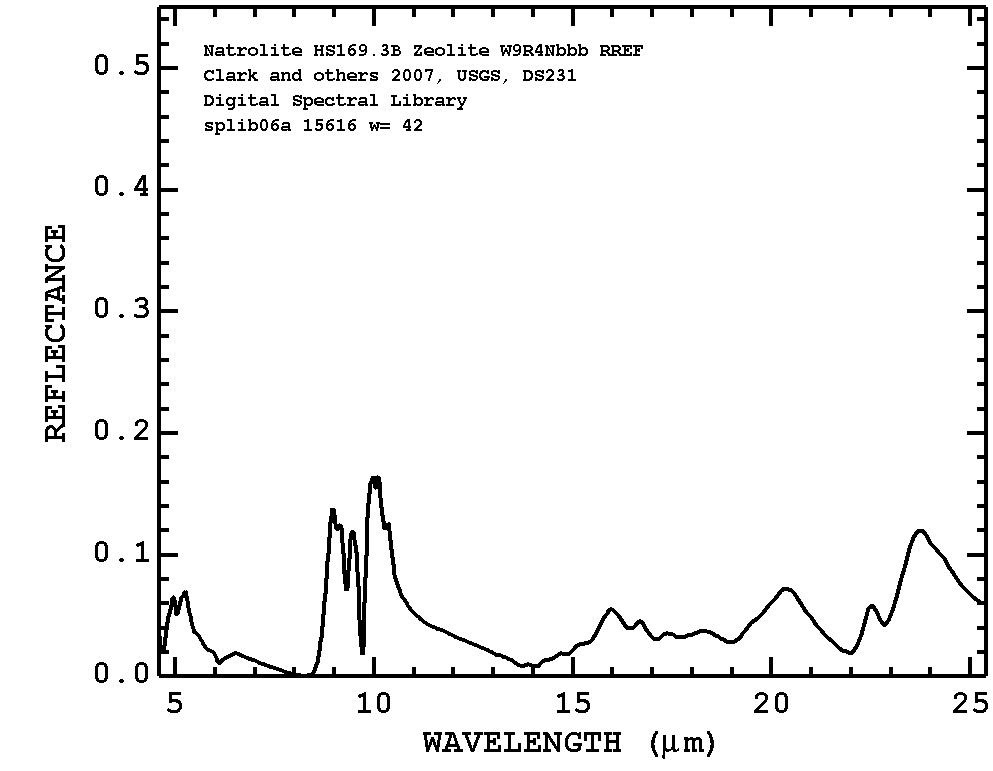 Natrolite HS169.3B Zeolite W9R4Nbbb RREF
Clark and others 2007, USGS, DS231
Digital Spectral Library
splib06a 15616 w= 42
0.5
0.4
0.3
0.2
0.1
0.0
REFLECTANCE
5 10 15 20 25
WAVELENGTH (μm)